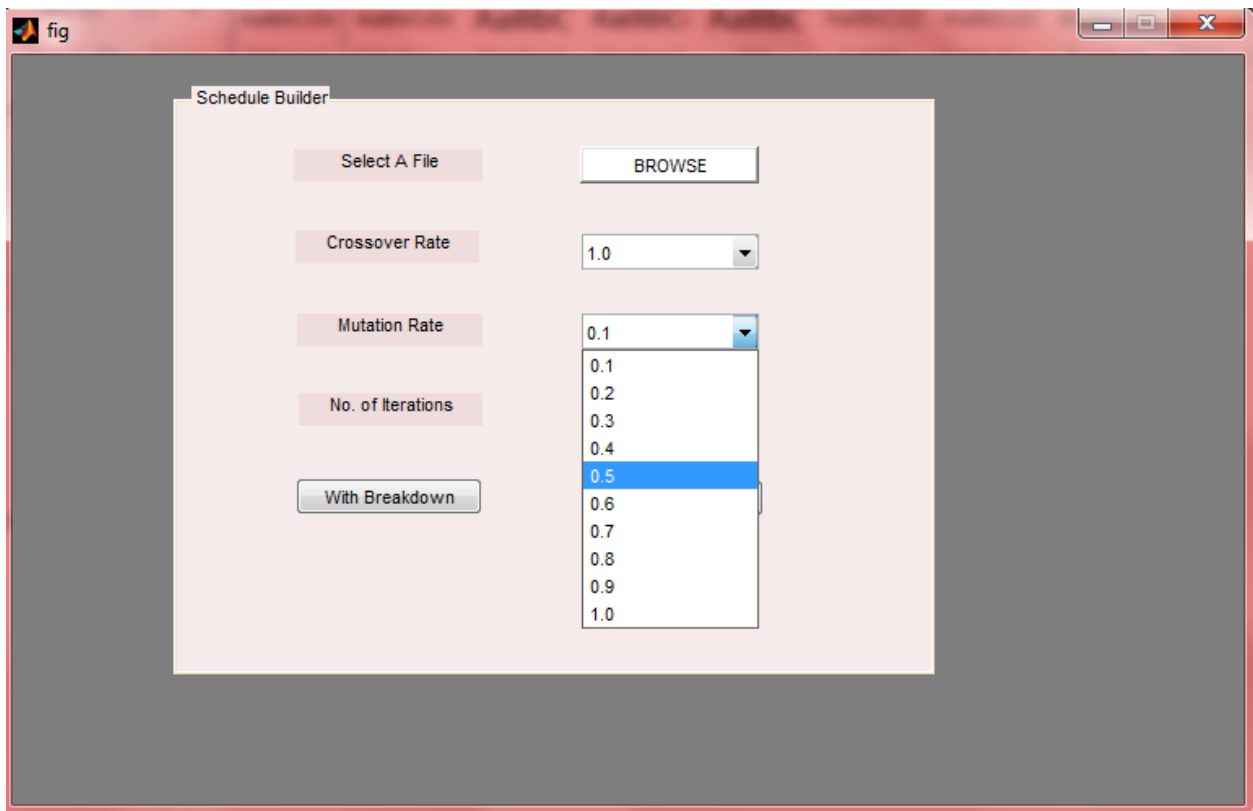 fig
Schedule Builder
Select A File
BROWSE
Crossover Rate
1.0
Mutation Rate
0.1
0.1
0.2
0.3
No. of Iterations
0.4
0.5
With Breakdown
0.6
0.7
0.8
0.9
1.0